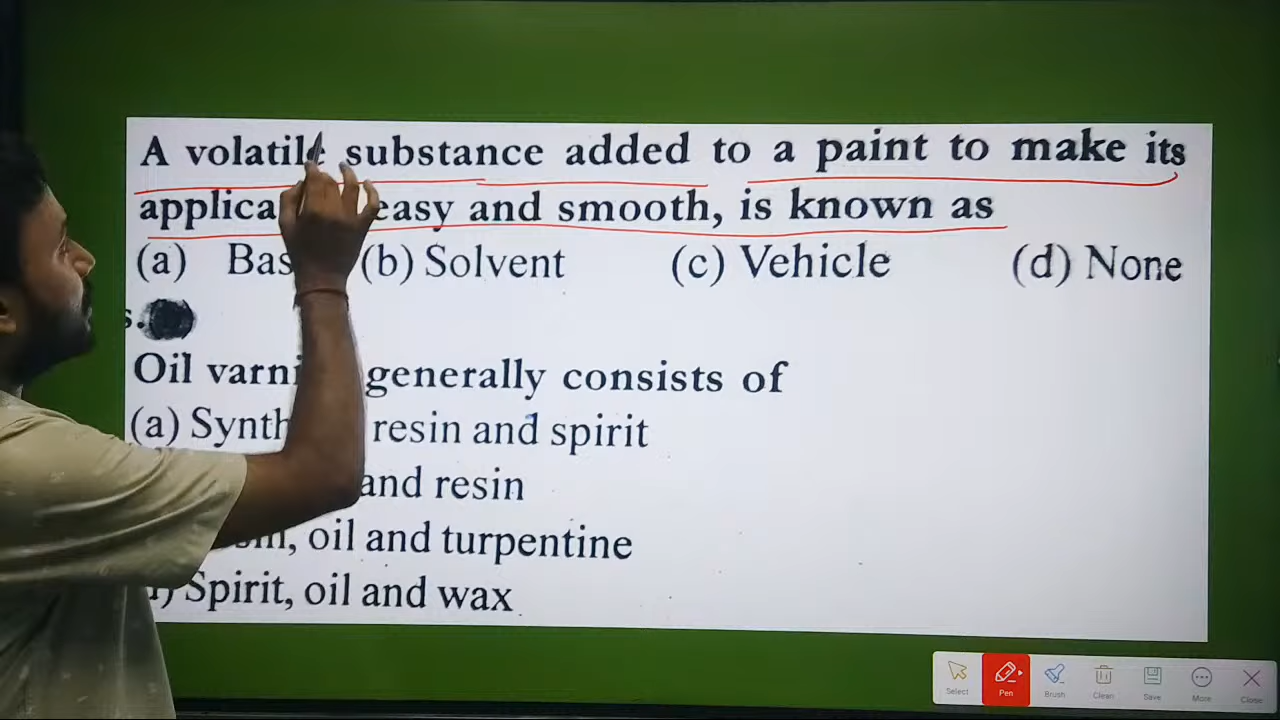 A volatile substance added to a paint to make its
applica easy and smooth, is known as
(a) Bas (b) Solvent (c) Vehicle (d) None
s.
Oil varni generally consists of
(a) Synth resin and spirit
and resin
, oil and turpentine
Spirit, oil and wax
Select Pen Brush Clean Save More Close